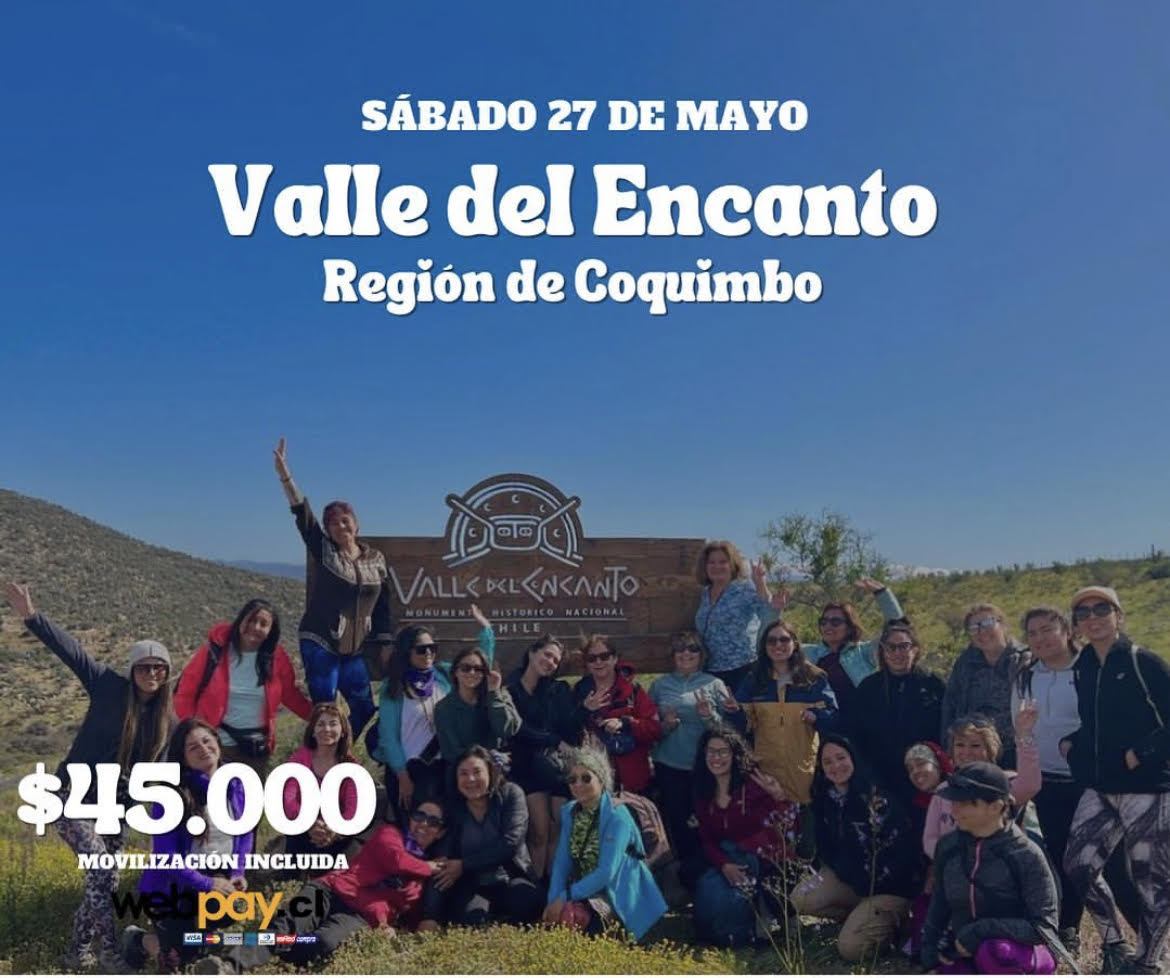 SÁBADO 27 DE MAYO
Valle del Encanto
Región de Coquimbo
VALLE DEL ENCANTO
MONUMENTO HISTORICO NACIONAL
CHILE
$45.000
MOVILIZACIÓN INCLUIDA
webpay.cl
VISA